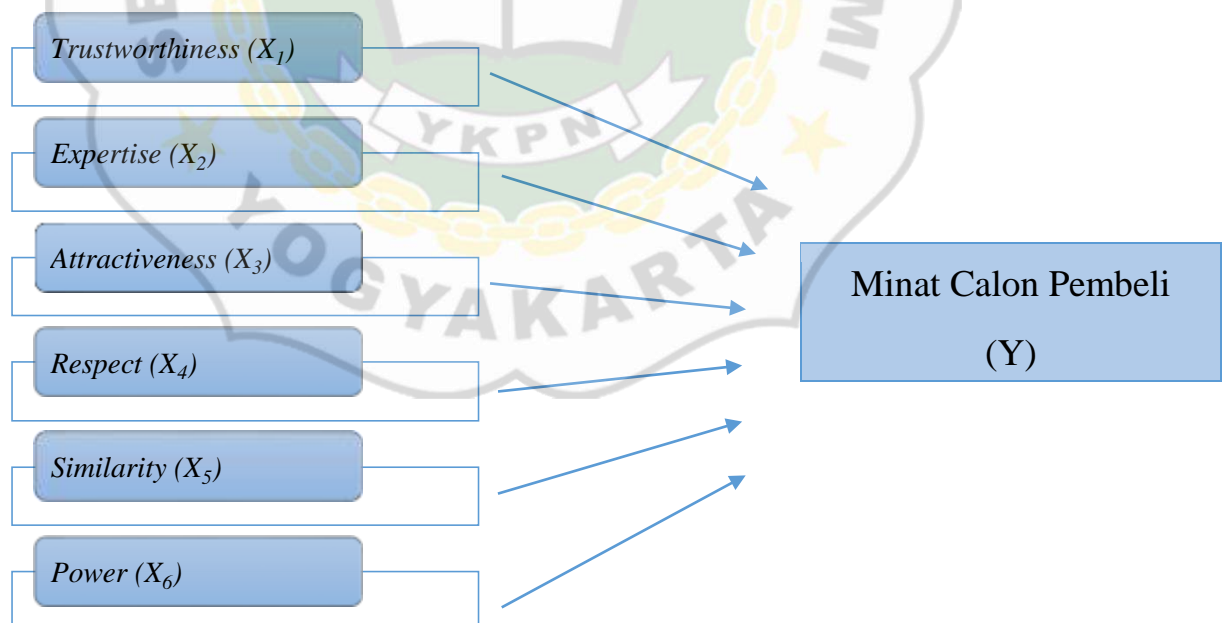 Trustworthiness (X₁)
Expertise (X₂)
Attractiveness (X₃)
Respect (X₄)
Similarity (X₅)
Power (X₆)
Minat Calon Pembeli
(Y)
YKPN
YOGYAKARTA